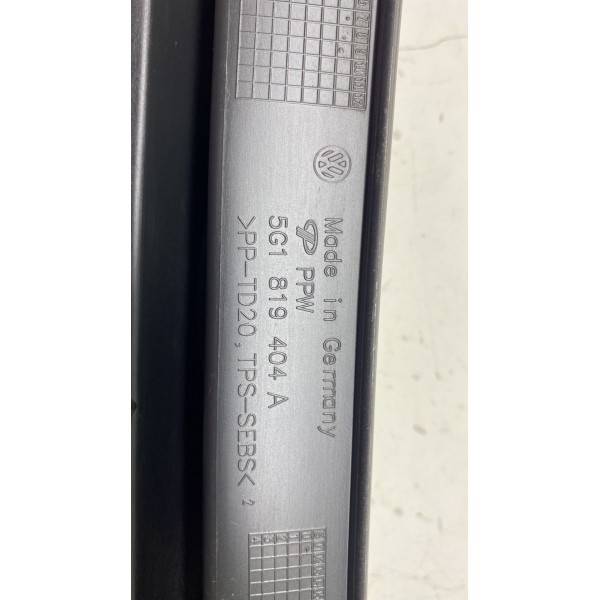 Made in Germany
PPW
5G1 819 404 A
>PP-TD20,TPS-SEBS<